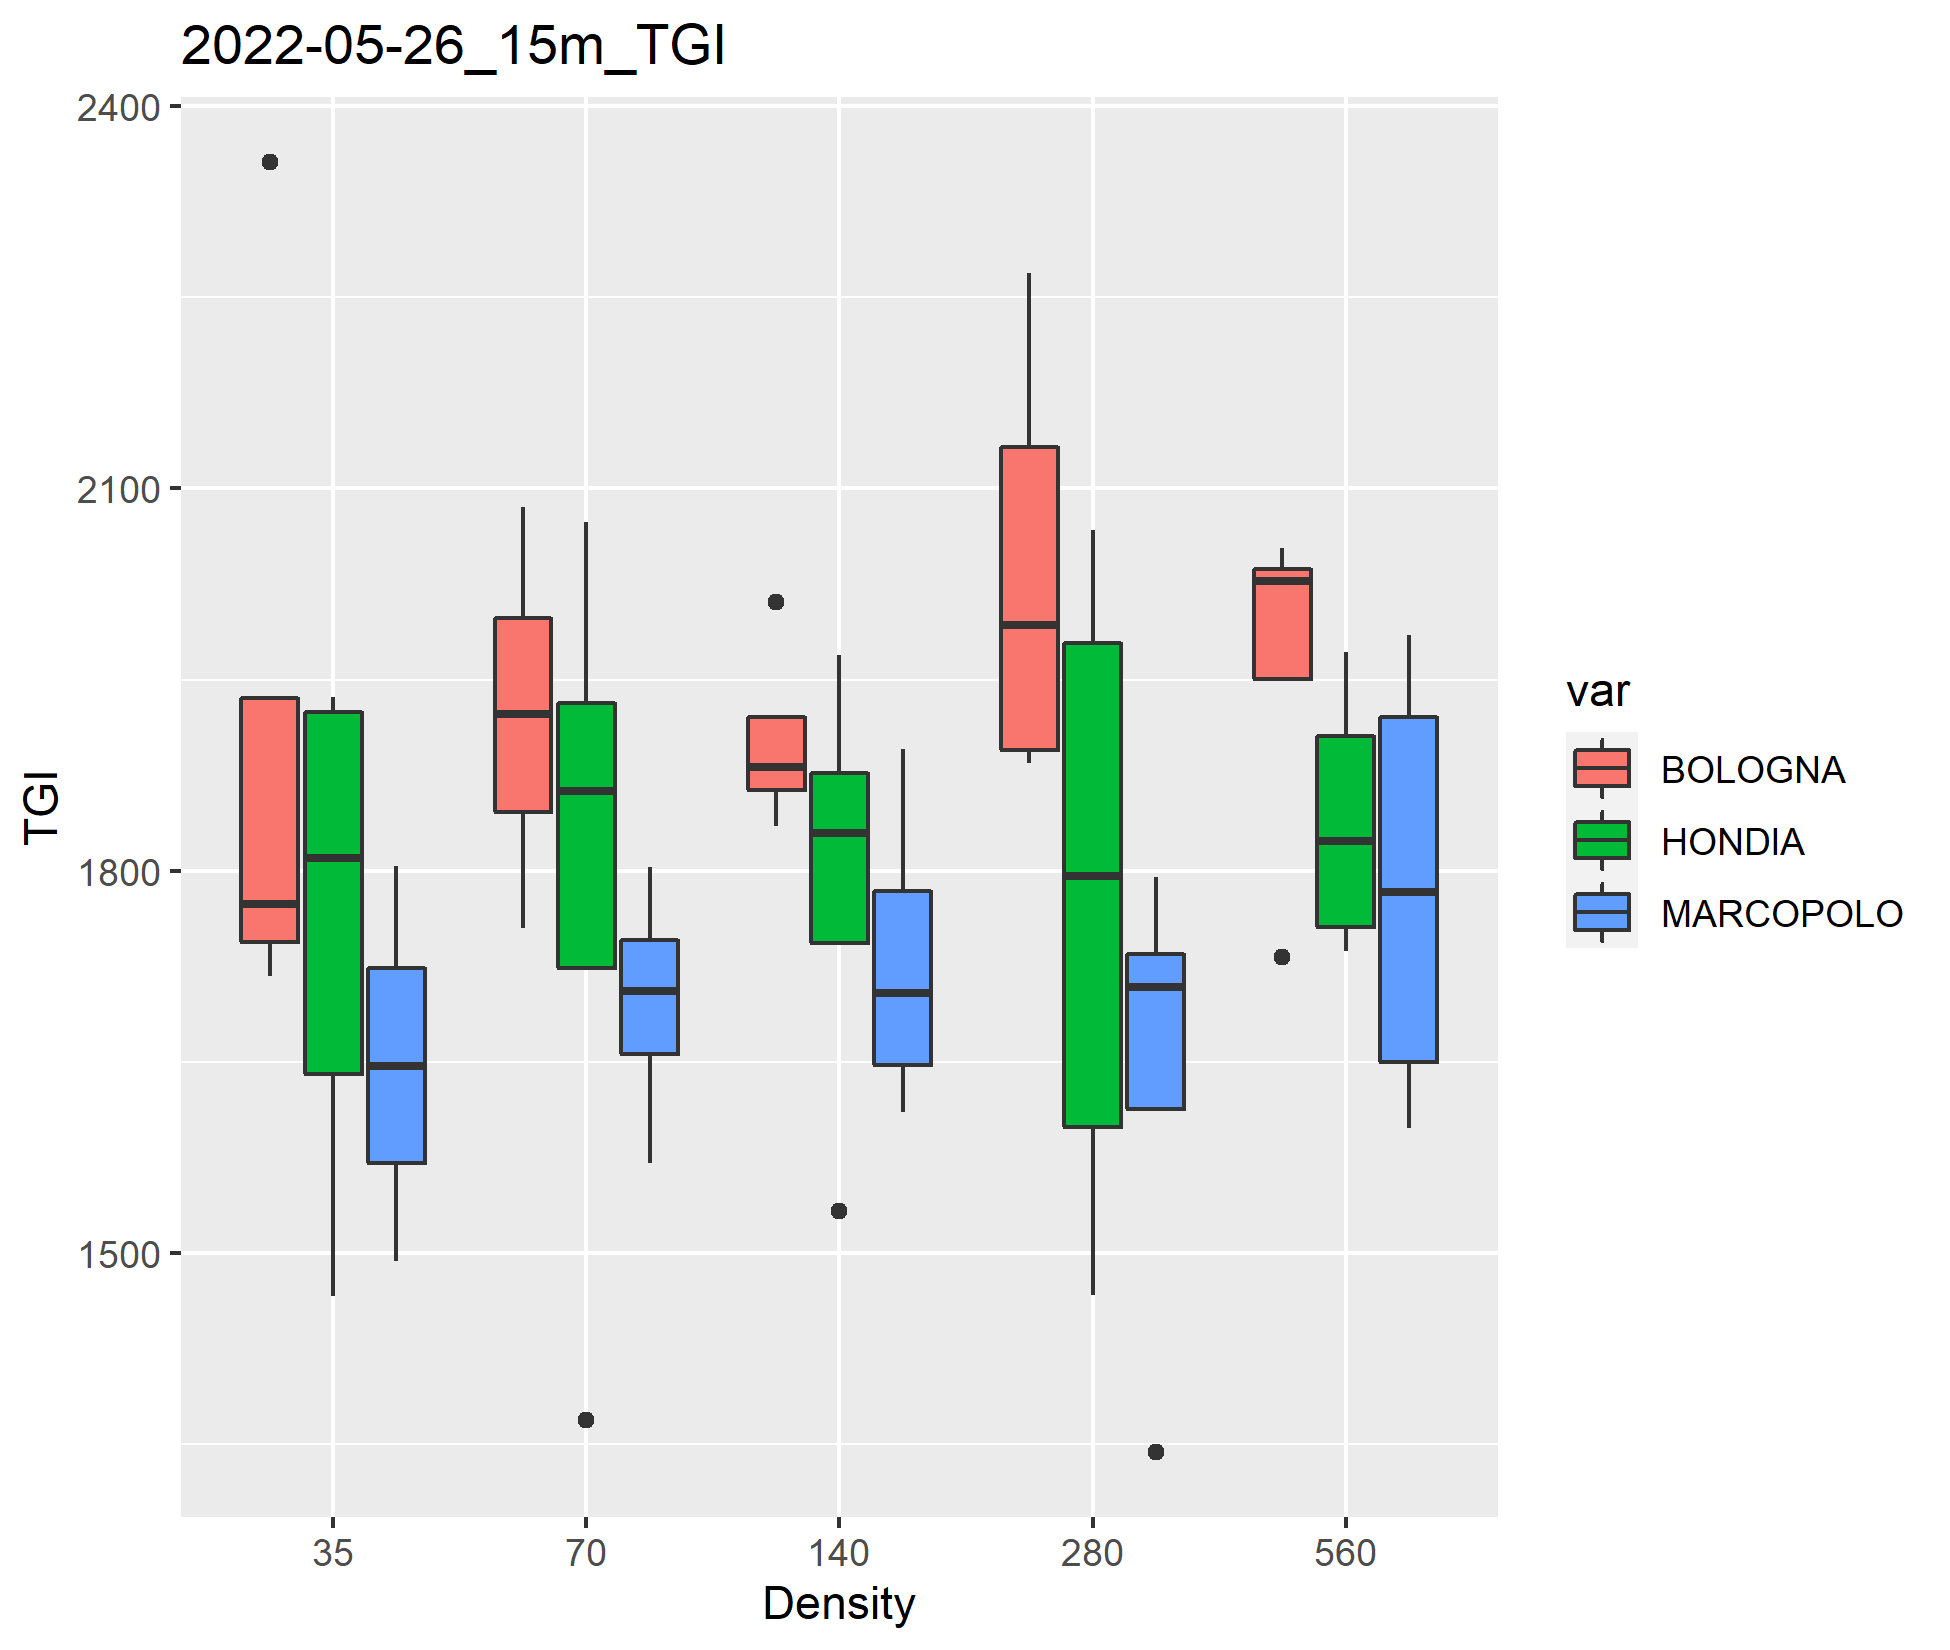 2022-05-26_15m_TGI
2400
2100
1800
1500
TGI
35 70 140 280 560
Density
var
BOLOGNA
HONDIA
MARCOPOLO